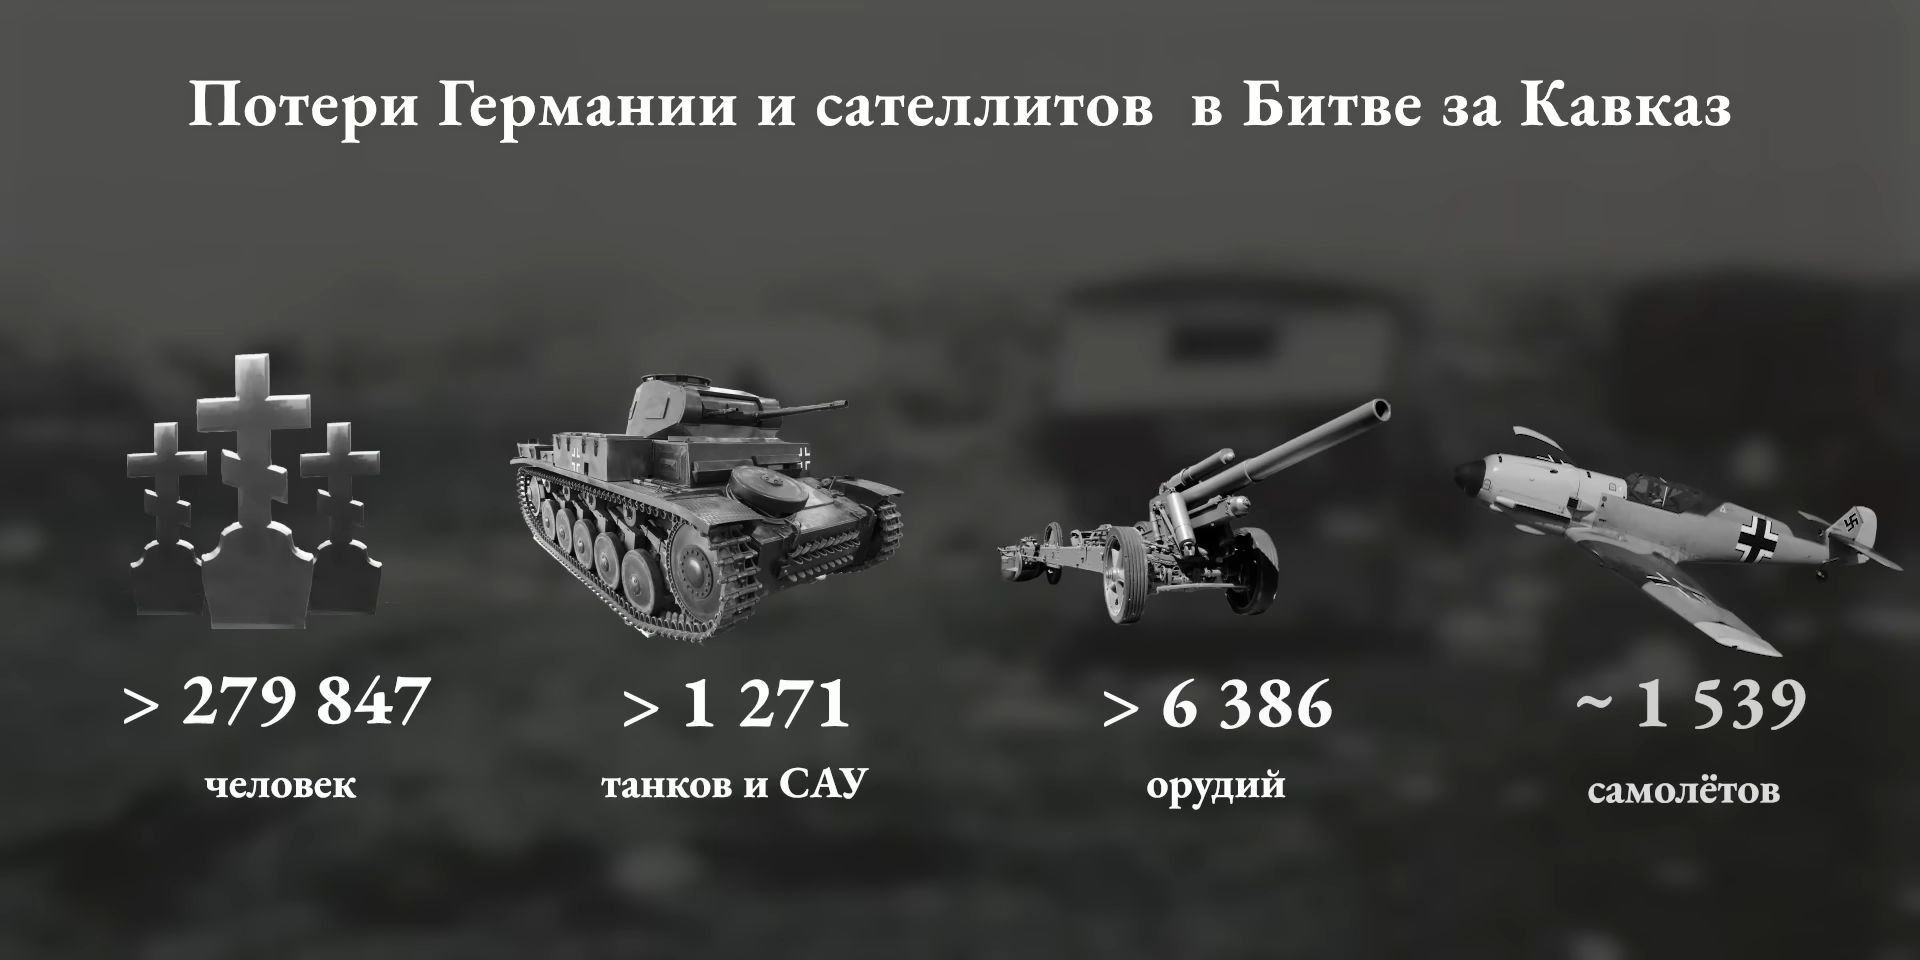 Потери Германии и сателлитов в Битве за Кавказ
> 279 847
человек
> 1 271
танков и САУ
> 6 386
орудий
~ 1 539
самолётов